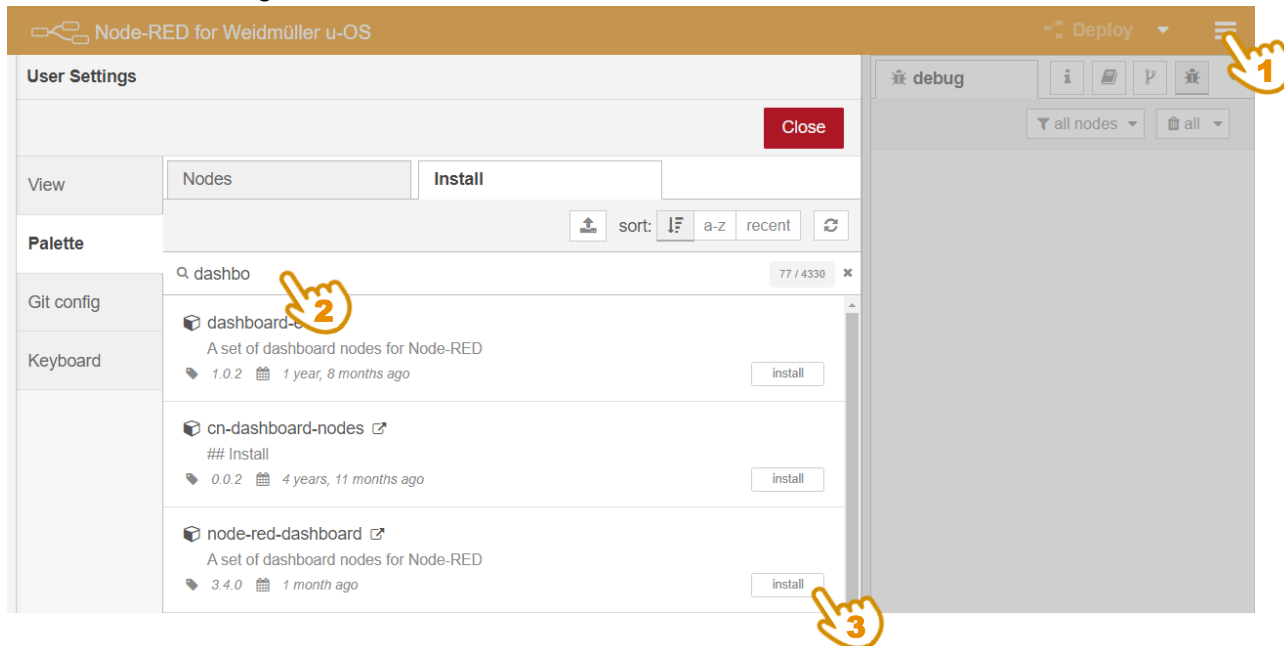 Node-RED for Weidmüller u-OS
Deploy
1
User Settings
debug
i
Close
all nodes
all
View
Nodes
Install
sort:
a-z
recent
Palette
dashbo
77 / 4330
2
Git config
A set of dashboard nodes for Node-RED
1.0.2 1 year, 8 months ago
install
Keyboard
cn-dashboard-nodes
## Install
0.0.2 4 years, 11 months ago
install
node-red-dashboard
A set of dashboard nodes for Node-RED
3.4.0 1 month ago
install
3